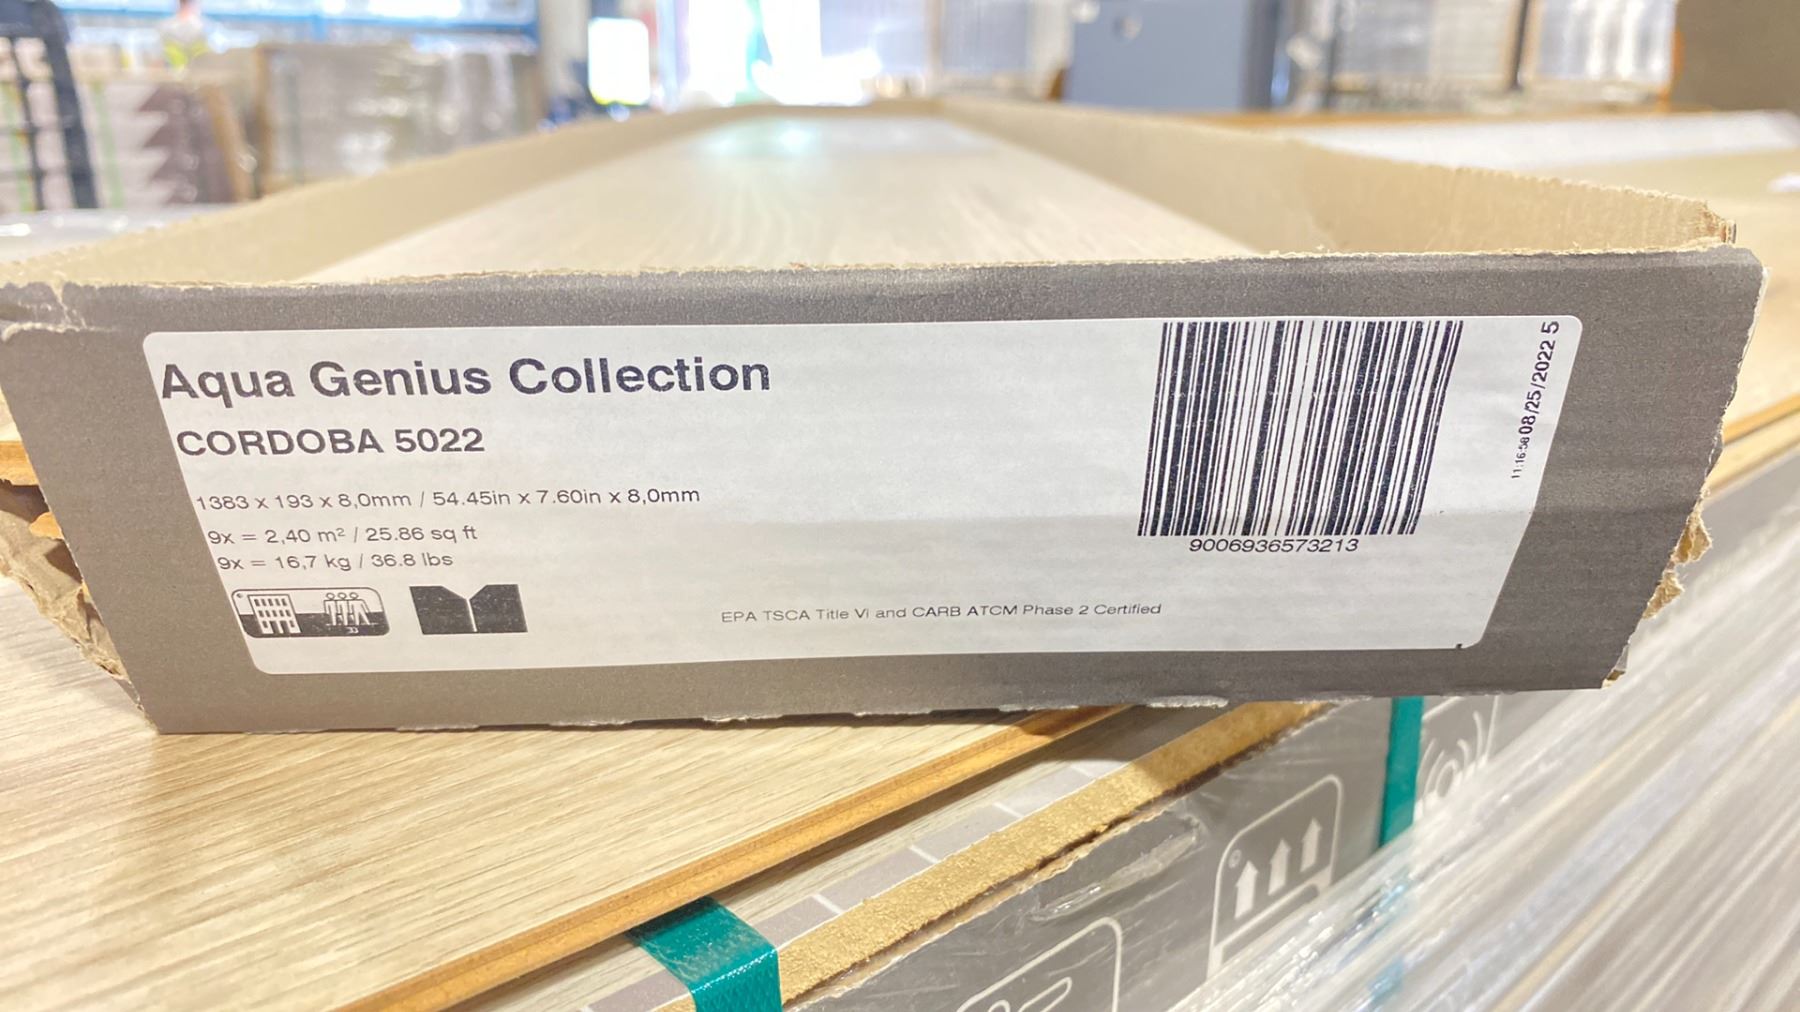 Aqua Genius Collection
CORDOBA 5022
1383 x 193 x 8,0mm / 54.45in x 7.60in x 8,0mm
9x = 2,40 m² / 25.86 sq ft
9x = 16,7 kg / 36.8 lbs
33
EPA TSCA Title VI and CARB ATCM Phase 2 Certified
9006936573213
11:16:58 08/25/2022 5